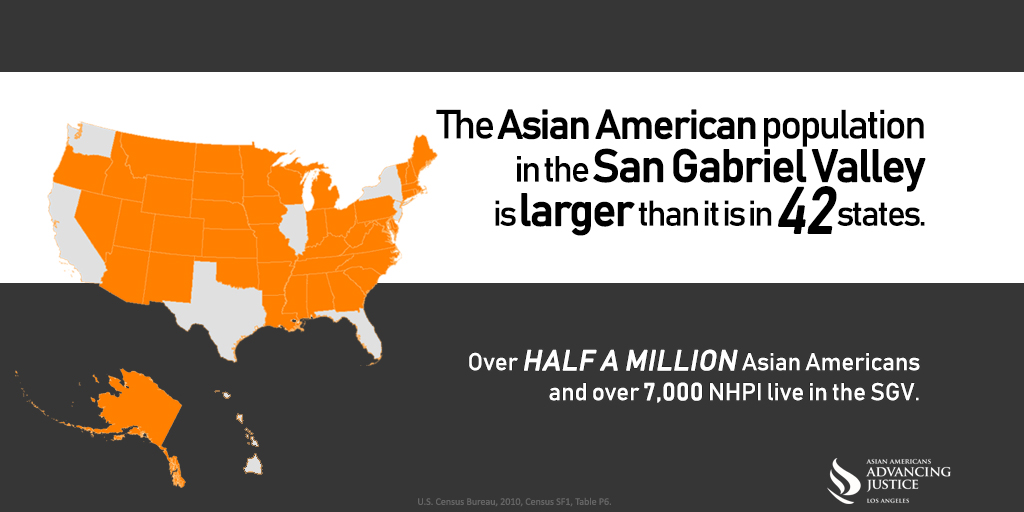 The Asian American population
in the San Gabriel Valley
is larger than it is in 42 states.
Over HALF A MILLION Asian Americans
and over 7,000 NHPI live in the SGV.
ASIAN AMERICANS
ADVANCING
JUSTICE
LOS ANGELES
U.S. Census Bureau, 2010, Census SF1, Table P6.